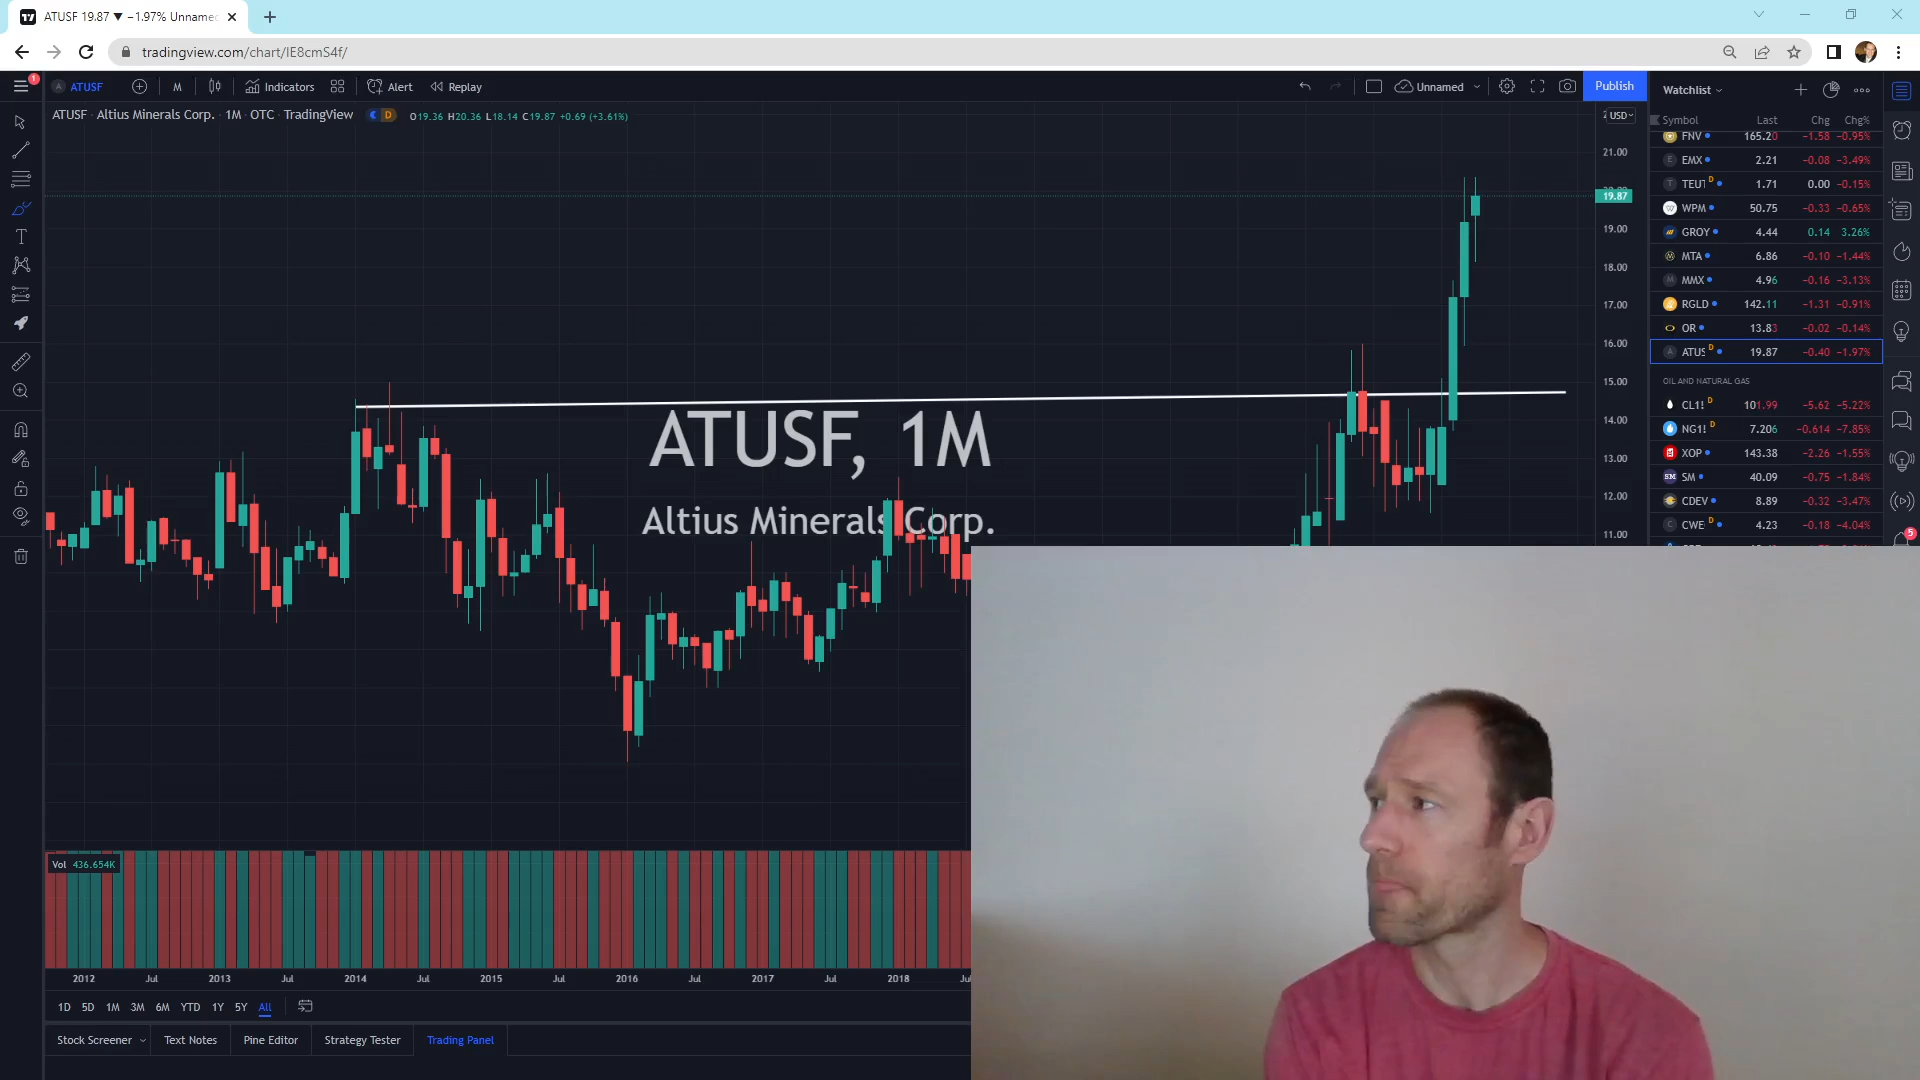 ATUSF 19.87 ▼ −1.97% Unnamed
tradingview.com/chart/IE8cmS4f/
1
ATUSF
M
Indicators
Alert
Replay
Unnamed
Publish
ATUSF · Altius Minerals Corp. · 1M · OTC · TradingView
D
O19.36 H20.36 L18.14 C19.87 +0.69 (+3.61%)
USD
21.00
19.87
19.00
18.00
17.00
16.00
15.00
14.00
13.00
12.00
11.00
ATUSF, 1M
Altius Minerals Corp.
Watchlist
Symbol Last Chg Chg%
FNV 165.20 −1.58 −0.95%
EMX 2.21 −0.08 −3.49%
TEUT D 1.71 0.00 −0.15%
WPM 50.75 −0.33 −0.65%
GROY 4.44 0.14 3.26%
MTA 6.86 −0.10 −1.44%
MMX 4.96 −0.16 −3.13%
RGLD 142.11 −1.31 −0.91%
OR 13.83 −0.02 −0.14%
ATUS D 19.87 −0.40 −1.97%
OIL AND NATURAL GAS
CL1! D 101.99 −5.62 −5.22%
NG1! D 7.206 −0.614 −7.85%
XOP 143.38 −2.26 −1.55%
SM 40.09 −0.75 −1.84%
CDEV 8.89 −0.32 −3.47%
CWE D 4.23 −0.18 −4.04%
5
Vol 436.654K
2012 Jul 2013 Jul 2014 Jul 2015 Jul 2016 Jul 2017 Jul 2018
1D 5D 1M 3M 6M YTD 1Y 5Y All
Stock Screener
Text Notes
Pine Editor
Strategy Tester
Trading Panel